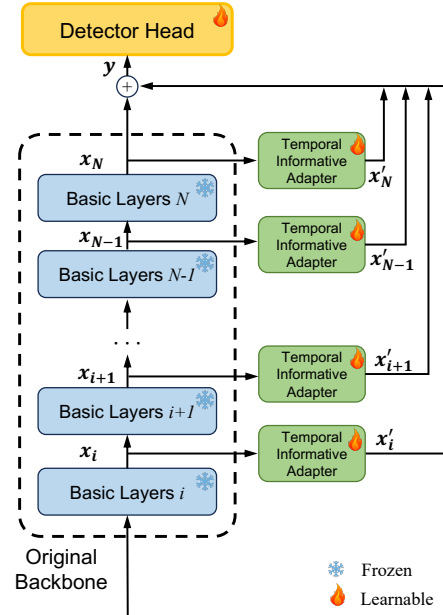 Detector Head
y
+
x_N
Temporal
Informative
Adapter
x'_N
Basic Layers N
x_{N-1}
Temporal
Informative
Adapter
x'_{N-1}
Basic Layers N-1
...
x_{i+1}
Temporal
Informative
Adapter
x'_{i+1}
Basic Layers i+1
x_i
Temporal
Informative
Adapter
x'_i
Basic Layers i
Original
Backbone
Frozen
Learnable